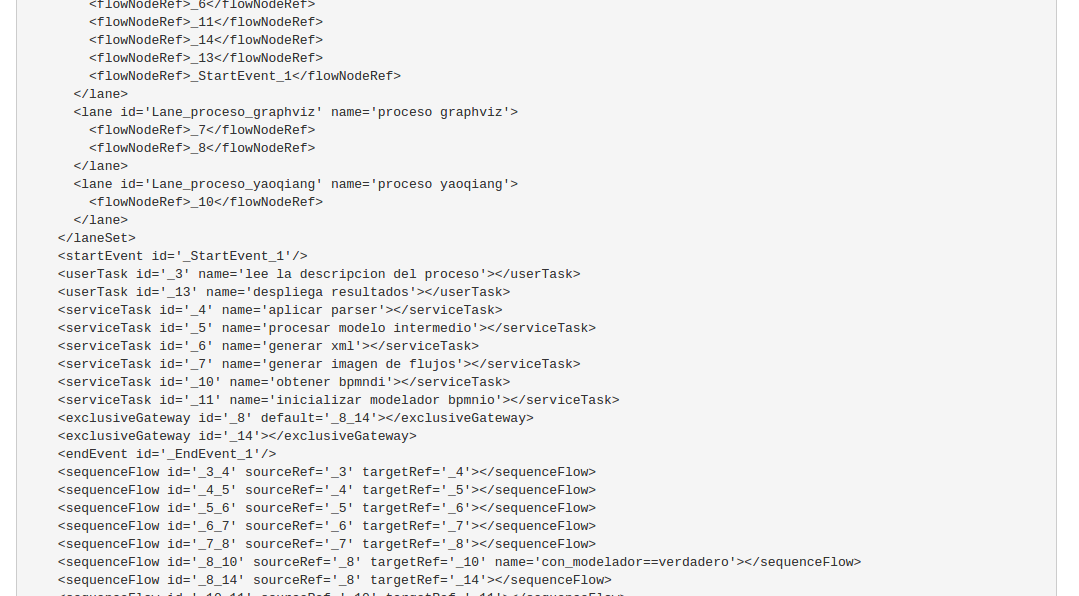 <flowNodeRef>_6</flowNodeRef>
<flowNodeRef>_11</flowNodeRef>
<flowNodeRef>_14</flowNodeRef>
<flowNodeRef>_13</flowNodeRef>
<flowNodeRef>_StartEvent_1</flowNodeRef>
</lane>
<lane id='Lane_proceso_graphviz' name='proceso graphviz'>
<flowNodeRef>_7</flowNodeRef>
<flowNodeRef>_8</flowNodeRef>
</lane>
<lane id='Lane_proceso_yaoqiang' name='proceso yaoqiang'>
<flowNodeRef>_10</flowNodeRef>
</lane>
</laneSet>
<startEvent id='_StartEvent_1'/>
<userTask id='_3' name='lee la descripcion del proceso'></userTask>
<userTask id='_13' name='despliega resultados'></userTask>
<serviceTask id='_4' name='aplicar parser'></serviceTask>
<serviceTask id='_5' name='procesar modelo intermedio'></serviceTask>
<serviceTask id='_6' name='generar xml'></serviceTask>
<serviceTask id='_7' name='generar imagen de flujos'></serviceTask>
<serviceTask id='_10' name='obtener bpmndi'></serviceTask>
<serviceTask id='_11' name='inicializar modelador bpmnio'></serviceTask>
<exclusiveGateway id='_8' default='_8_14'></exclusiveGateway>
<exclusiveGateway id='_14'></exclusiveGateway>
<endEvent id='_EndEvent_1'/>
<sequenceFlow id='_3_4' sourceRef='_3' targetRef='_4'></sequenceFlow>
<sequenceFlow id='_4_5' sourceRef='_4' targetRef='_5'></sequenceFlow>
<sequenceFlow id='_5_6' sourceRef='_5' targetRef='_6'></sequenceFlow>
<sequenceFlow id='_6_7' sourceRef='_6' targetRef='_7'></sequenceFlow>
<sequenceFlow id='_7_8' sourceRef='_7' targetRef='_8'></sequenceFlow>
<sequenceFlow id='_8_10' sourceRef='_8' targetRef='_10' name='con_modelador==verdadero'></sequenceFlow>
<sequenceFlow id='_8_14' sourceRef='_8' targetRef='_14'></sequenceFlow>